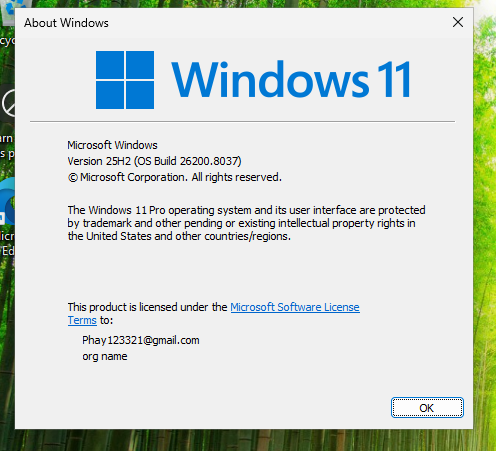 About Windows
Windows 11
Microsoft Windows
Version 25H2 (OS Build 26200.8037)
© Microsoft Corporation. All rights reserved.
The Windows 11 Pro operating system and its user interface are protected
by trademark and other pending or existing intellectual property rights in
the United States and other countries/regions.
This product is licensed under the Microsoft Software License
Terms to:
Phay123321@gmail.com
org name
OK